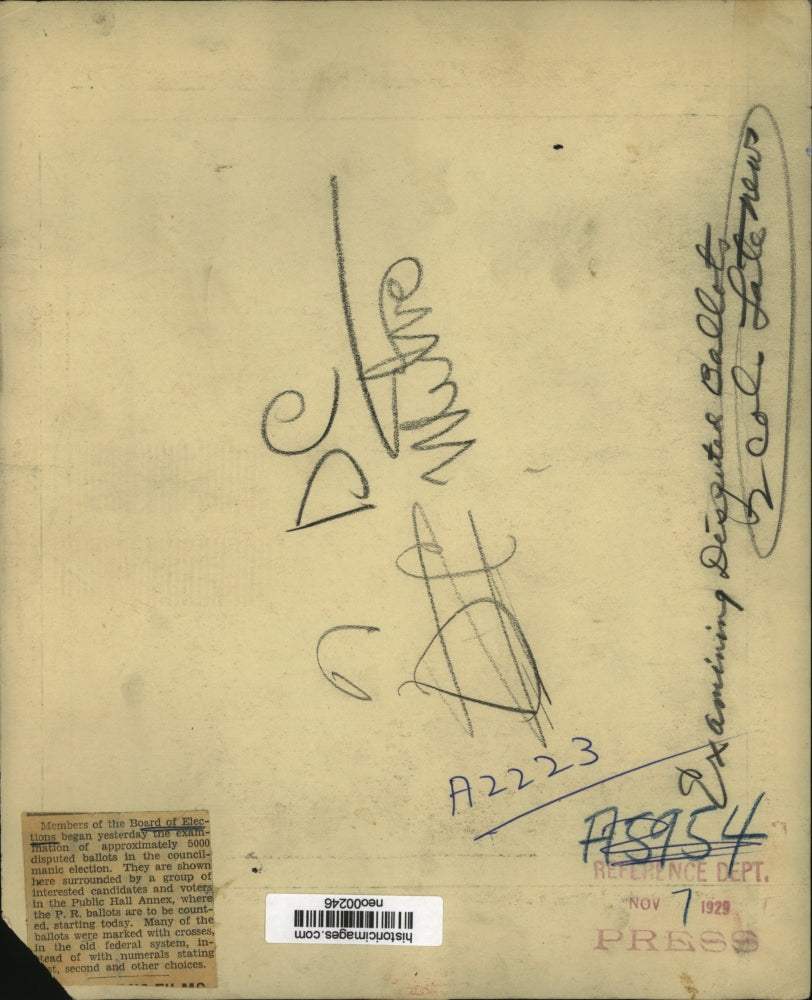 DC
Examining Disputed Ballots
2 col. Late news
A2223
A5954
REFERENCE DEPT.
NOV 7 1929
PRESS
Members of the Board of Elec-
tions began yesterday the exam-
ination of approximately 5000
disputed ballots in the council-
manic election. They are shown
here surrounded by a group of
interested candidates and voters
in the Public Hall Annex, where
the P. R. ballots are to be count-
ed, starting today. Many of the
ballots were marked with crosses,
in the old federal system, in-
stead of with numerals stating
second and other choices.
historicimages.com
neo00246